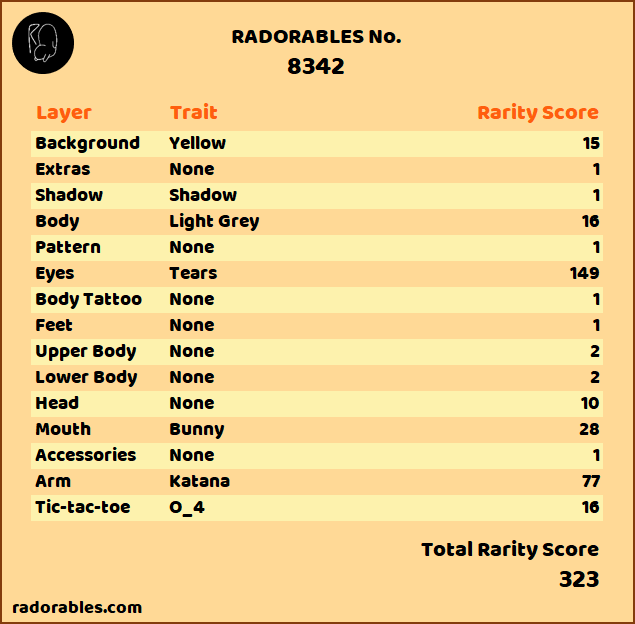 RADORABLES No.
8342
Layer Trait Rarity Score
Background Yellow 15
Extras None 1
Shadow Shadow 1
Body Light Grey 16
Pattern None 1
Eyes Tears 149
Body Tattoo None 1
Feet None 1
Upper Body None 2
Lower Body None 2
Head None 10
Mouth Bunny 28
Accessories None 1
Arm Katana 77
Tic-tac-toe O_4 16
Total Rarity Score
323
radorables.com